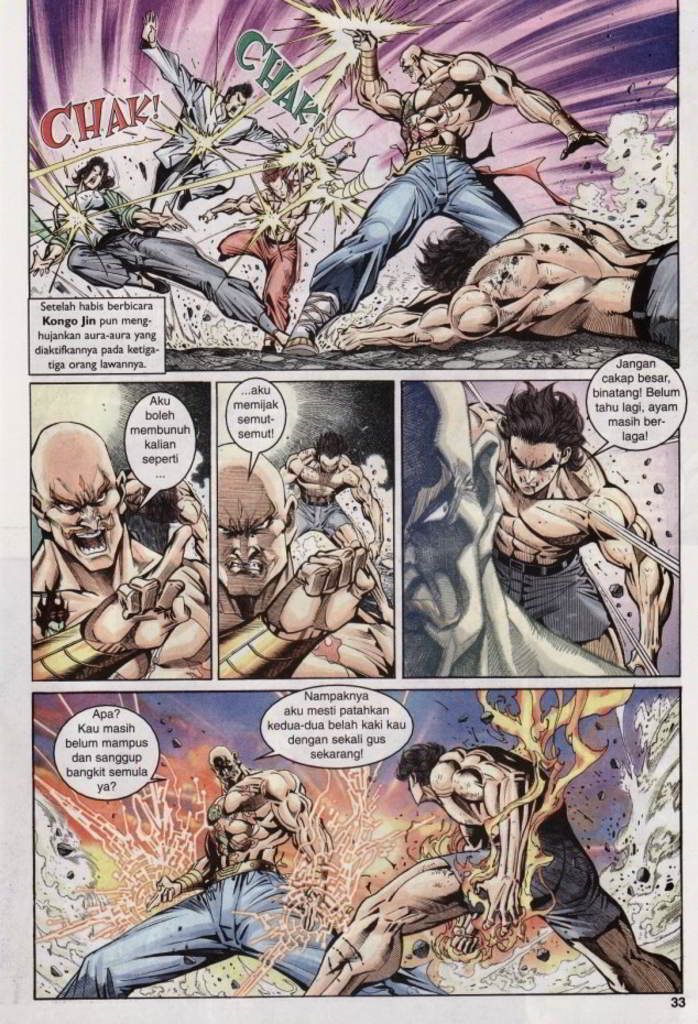 CHAK!
CHAK!
Setelah habis berbicara
Kongo Jin pun meng-
hujankan aura-aura yang
diaktifkannya pada ketiga-
tiga orang lawannya.
Aku
boleh
membunuh
kalian
seperti
...
...aku
memijak
semut-
semut!
Jangan
cakap besar,
binatang! Belum
tahu lagi, ayam
masih ber-
laga!
Apa?
Kau masih
belum mampus
dan sanggup
bangkit semula
ya?
Nampaknya
aku mesti patahkan
kedua-dua belah kaki kau
dengan sekali gus
sekarang!
33